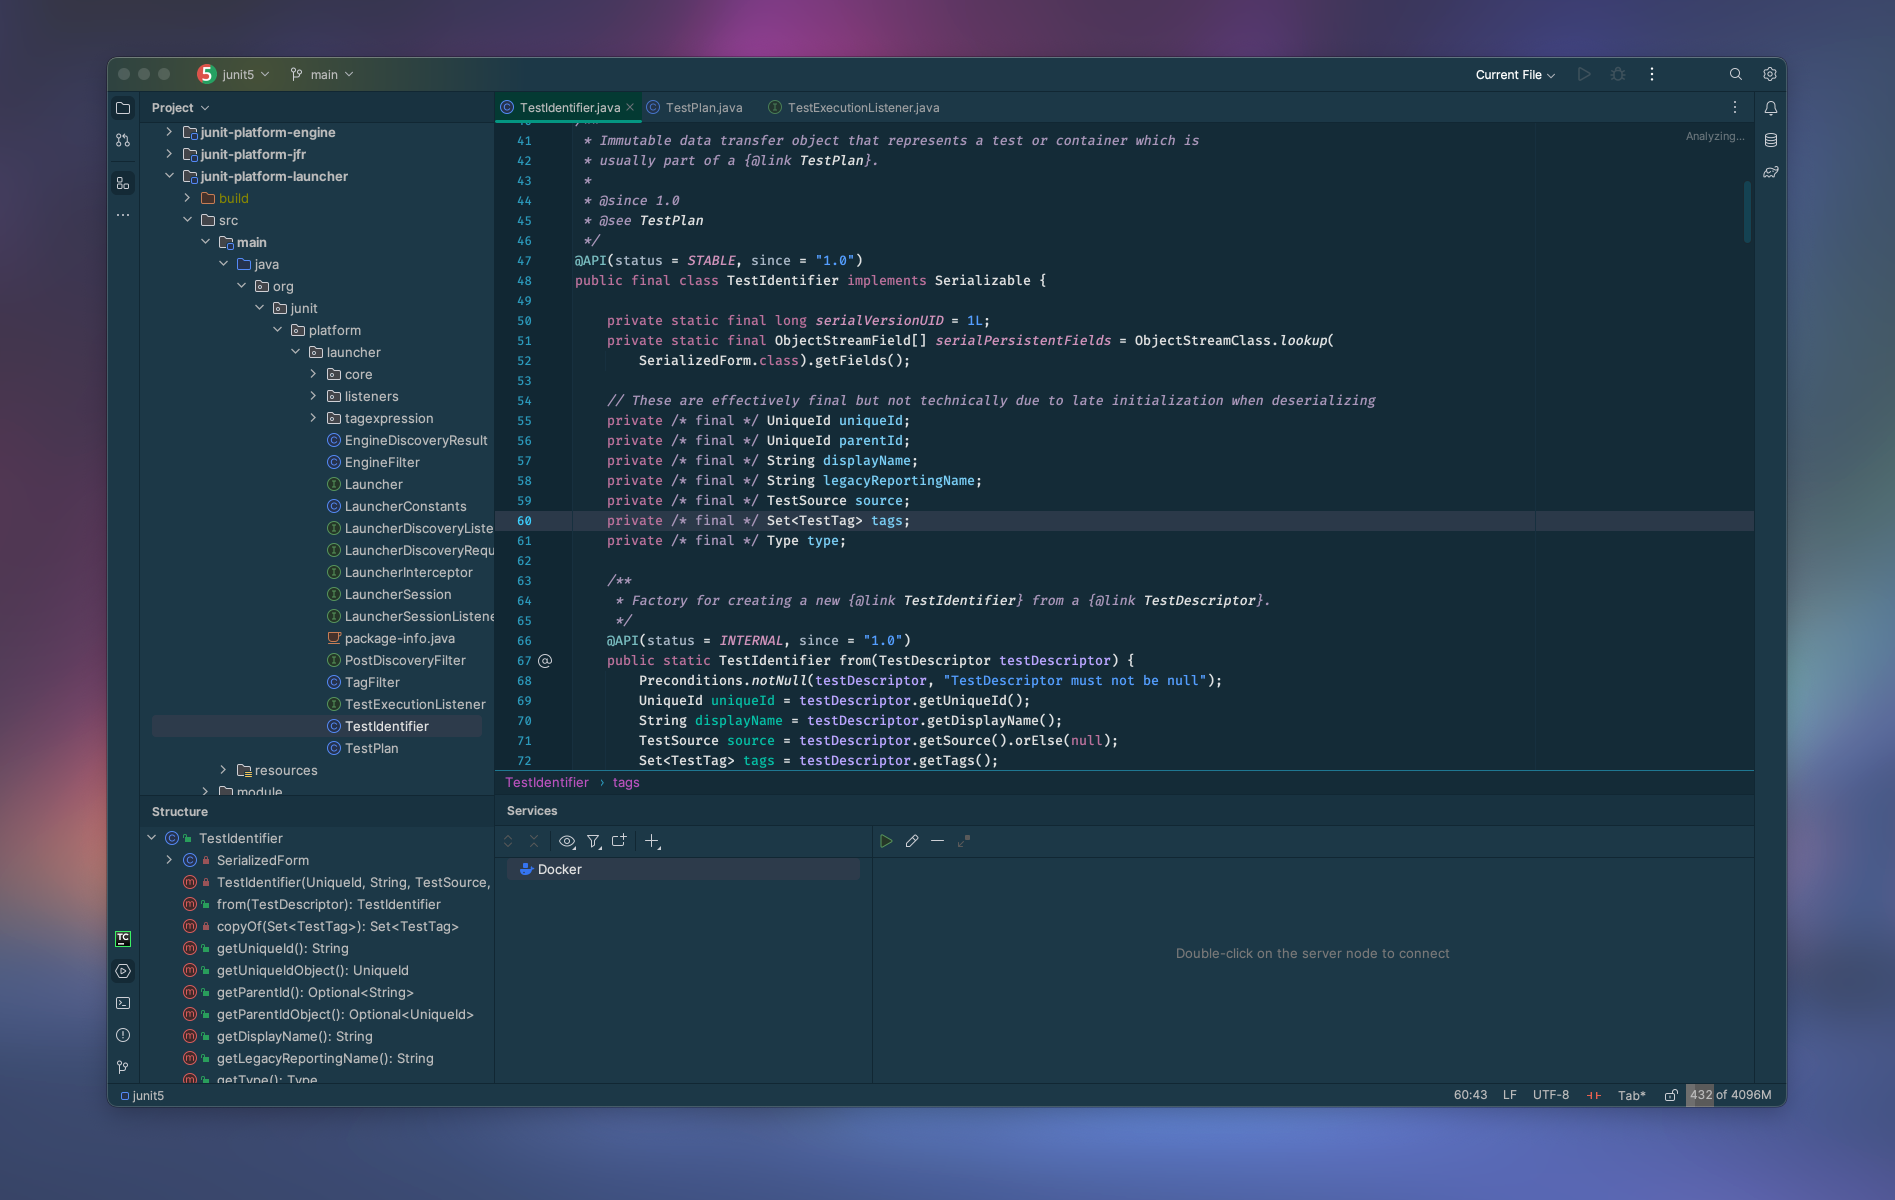 5 junit5 main Current File
Project
junit-platform-engine
junit-platform-jfr
junit-platform-launcher
build
src
main
java
org
junit
platform
launcher
core
listeners
tagexpression
EngineDiscoveryResult
EngineFilter
Launcher
LauncherConstants
LauncherDiscoveryListe
LauncherDiscoveryRequ
LauncherInterceptor
LauncherSession
LauncherSessionListene
package-info.java
PostDiscoveryFilter
TagFilter
TestExecutionListener
TestIdentifier
TestPlan
resources
module
TestIdentifier.java TestPlan.java TestExecutionListener.java
Analyzing...
41 * Immutable data transfer object that represents a test or container which is
42 * usually part of a {@link TestPlan}.
43 *
44 * @since 1.0
45 * @see TestPlan
46 */
47 @API(status = STABLE, since = "1.0")
48 public final class TestIdentifier implements Serializable {
49
50 private static final long serialVersionUID = 1L;
51 private static final ObjectStreamField[] serialPersistentFields = ObjectStreamClass.lookup(
52 SerializedForm.class).getFields();
53
54 // These are effectively final but not technically due to late initialization when deserializing
55 private /* final */ UniqueId uniqueId;
56 private /* final */ UniqueId parentId;
57 private /* final */ String displayName;
58 private /* final */ String legacyReportingName;
59 private /* final */ TestSource source;
60 private /* final */ Set<TestTag> tags;
61 private /* final */ Type type;
62
63 /**
64 * Factory for creating a new {@link TestIdentifier} from a {@link TestDescriptor}.
65 */
66 @API(status = INTERNAL, since = "1.0")
67 @ public static TestIdentifier from(TestDescriptor testDescriptor) {
68 Preconditions.notNull(testDescriptor, "TestDescriptor must not be null");
69 UniqueId uniqueId = testDescriptor.getUniqueId();
70 String displayName = testDescriptor.getDisplayName();
71 TestSource source = testDescriptor.getSource().orElse(null);
72 Set<TestTag> tags = testDescriptor.getTags();
TestIdentifier › tags
Structure
TestIdentifier
SerializedForm
TestIdentifier(UniqueId, String, TestSource,
from(TestDescriptor): TestIdentifier
copyOf(Set<TestTag>): Set<TestTag>
getUniqueId(): String
getUniqueIdObject(): UniqueId
getParentId(): Optional<String>
getParentIdObject(): Optional<UniqueId>
getDisplayName(): String
getLegacyReportingName(): String
getType(): Type
Services
Docker
Double-click on the server node to connect
TC
junit5 60:43 LF UTF-8 Tab* 432 of 4096M